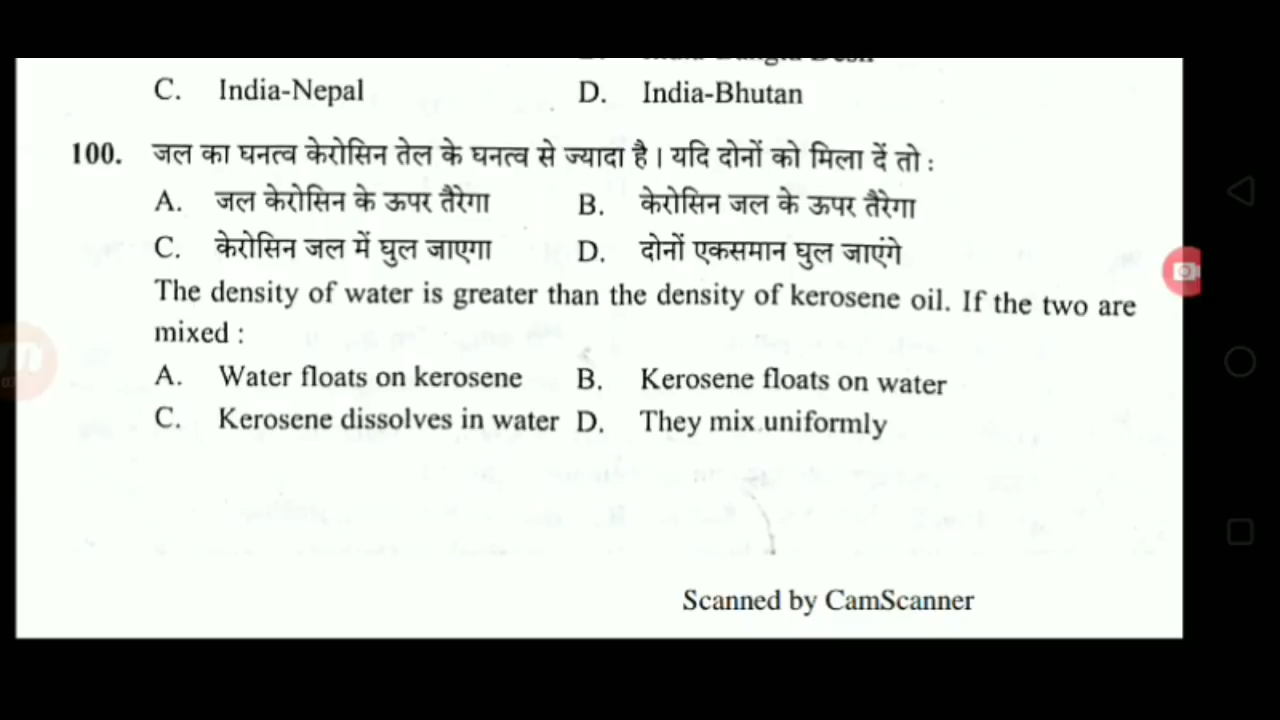 C. India-Nepal D. India-Bhutan
100. जल का घनत्व केरोसिन तेल के घनत्व से ज्यादा है। यदि दोनों को मिला दें तो :
A. जल केरोसिन के ऊपर तैरेगा B. केरोसिन जल के ऊपर तैरेगा
C. केरोसिन जल में घुल जाएगा D. दोनों एकसमान घुल जाएंगे
The density of water is greater than the density of kerosene oil. If the two are
mixed :
A. Water floats on kerosene B. Kerosene floats on water
C. Kerosene dissolves in water D. They mix uniformly
Scanned by CamScanner